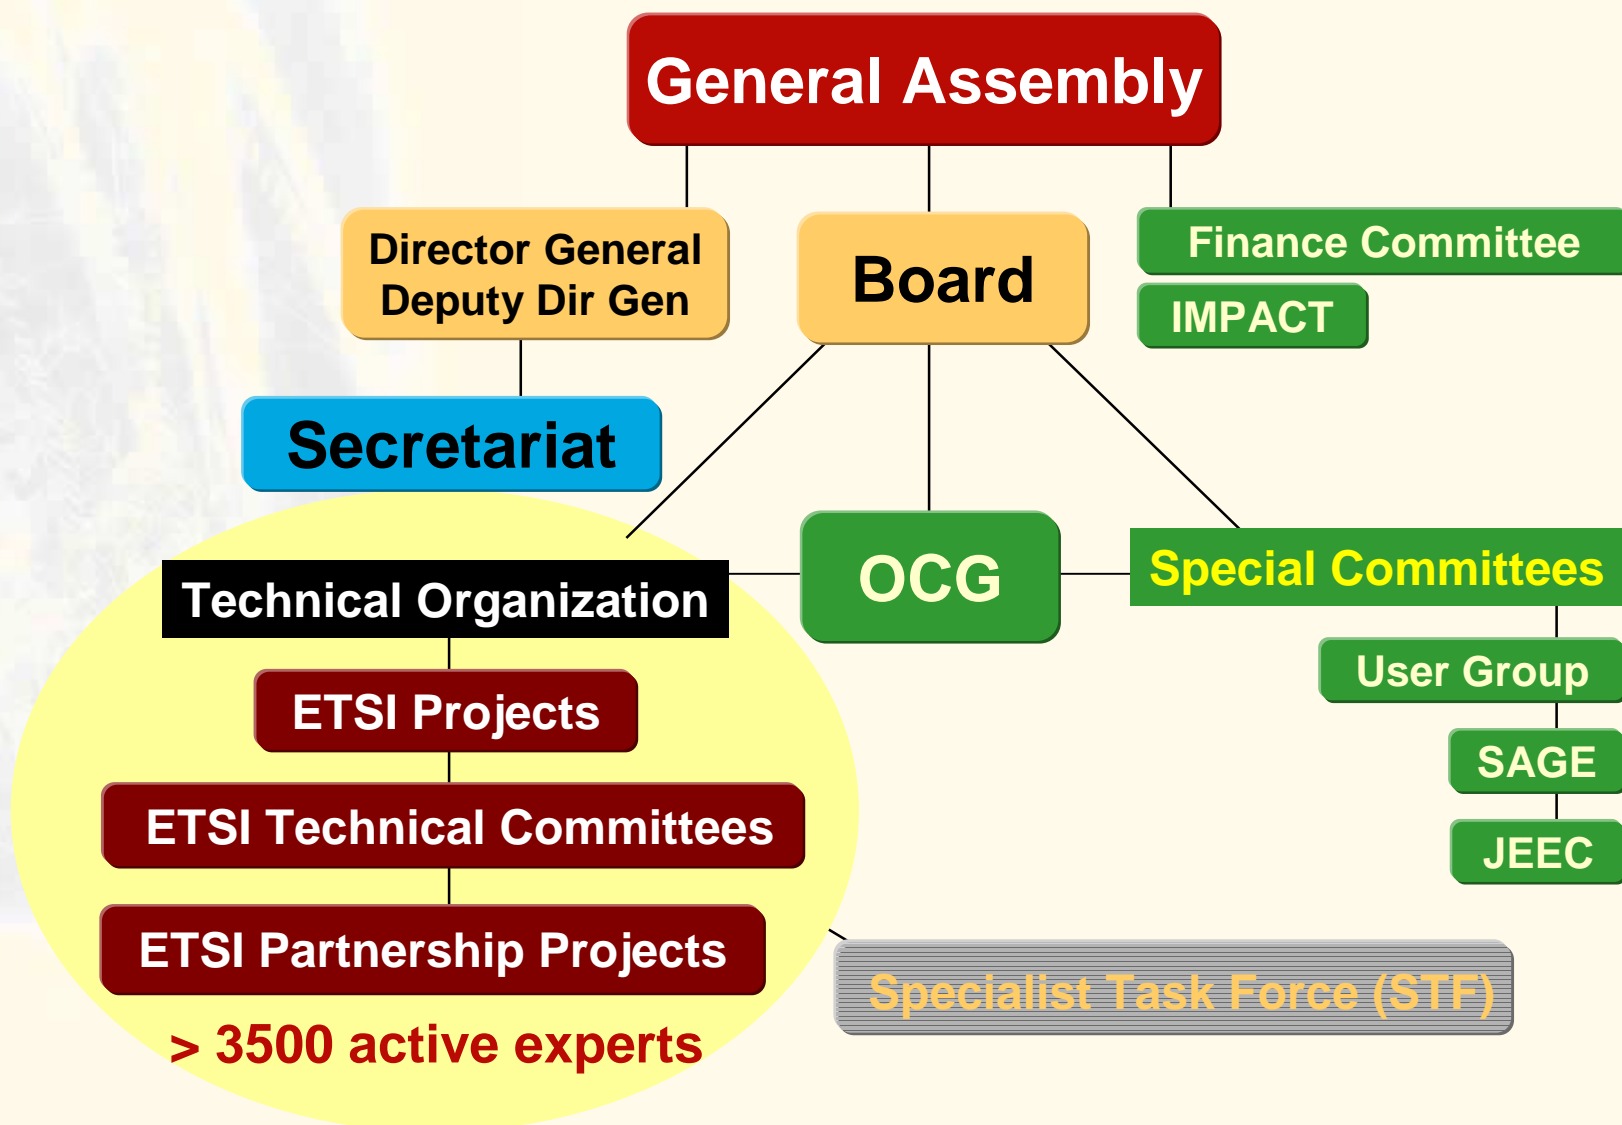 General Assembly
Director General
Deputy Dir Gen
Board
Finance Committee
IMPACT
Secretariat
Technical Organization
OCG
Special Committees
ETSI Projects
User Group
ETSI Technical Committees
SAGE
JEEC
ETSI Partnership Projects
Specialist Task Force (STF)
> 3500 active experts